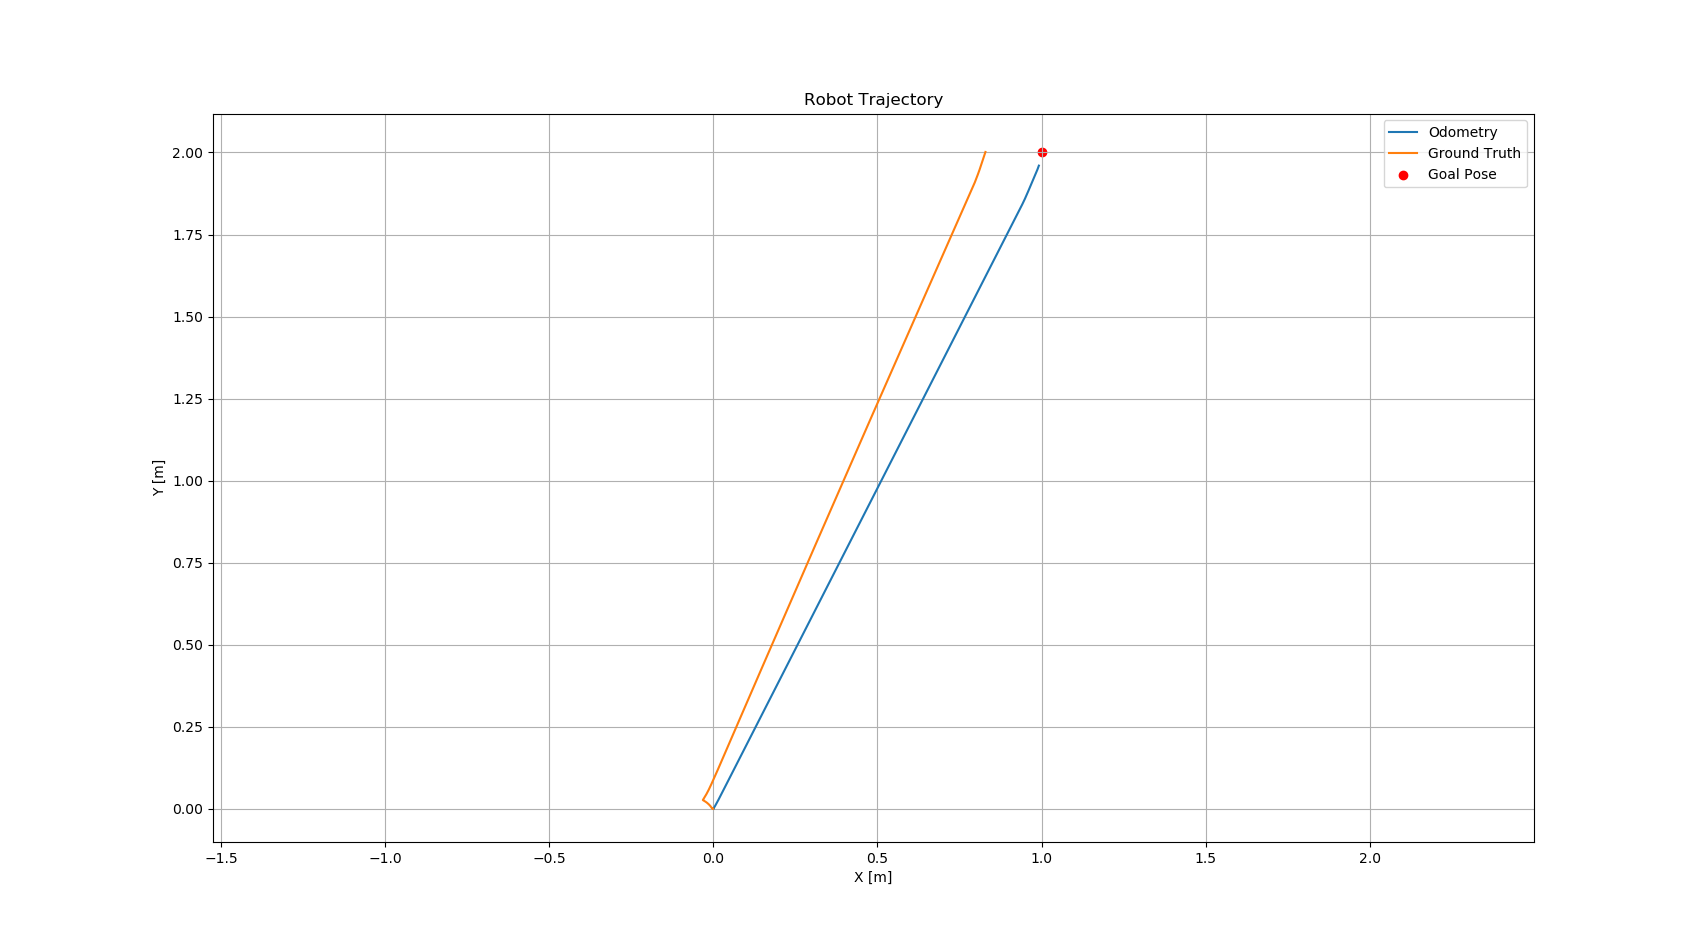 Robot Trajectory
Odometry
Ground Truth
Goal Pose
2.00
1.75
1.50
1.25
1.00
0.75
0.50
0.25
0.00
Y [m]
−1.5 −1.0 −0.5 0.0 0.5 1.0 1.5 2.0
X [m]